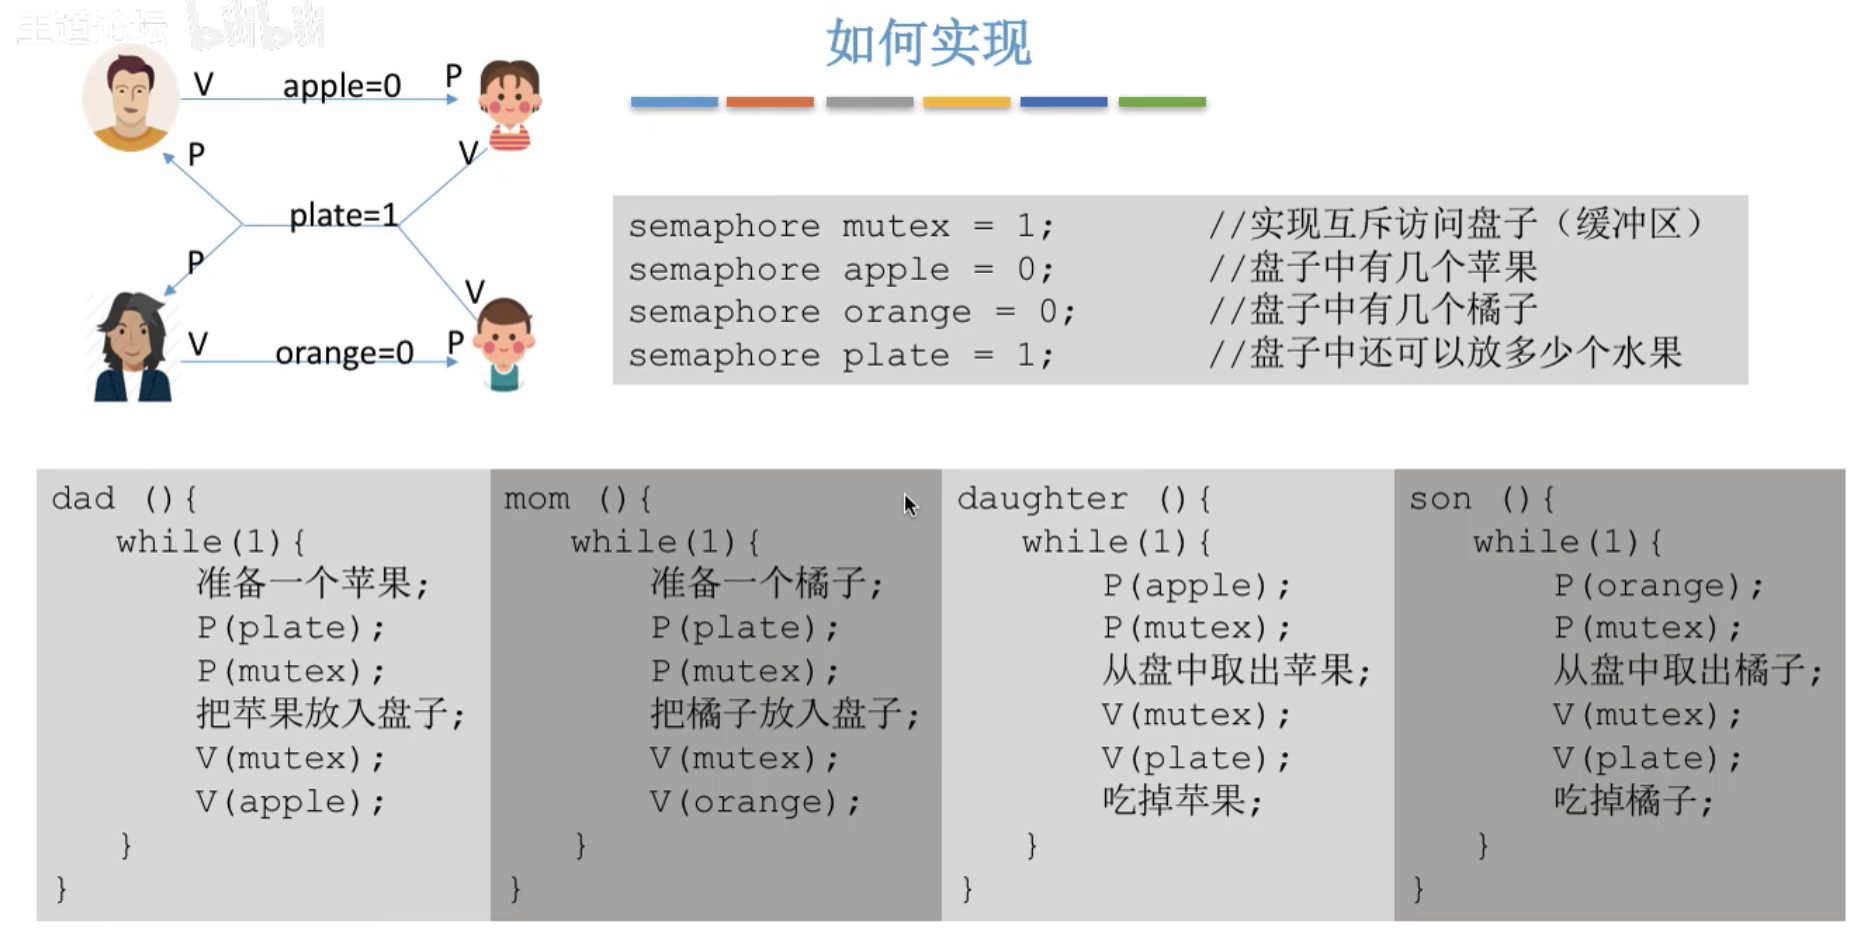 王道论坛 bilibili
如何实现
V apple=0 P
P V
plate=1
P V
V orange=0 P
semaphore mutex = 1; //实现互斥访问盘子（缓冲区）
semaphore apple = 0; //盘子中有几个苹果
semaphore orange = 0; //盘子中有几个橘子
semaphore plate = 1; //盘子中还可以放多少个水果
dad (){
while(1){
准备一个苹果;
P(plate);
P(mutex);
把苹果放入盘子;
V(mutex);
V(apple);
}
}
mom (){
while(1){
准备一个橘子;
P(plate);
P(mutex);
把橘子放入盘子;
V(mutex);
V(orange);
}
}
daughter (){
while(1){
P(apple);
P(mutex);
从盘中取出苹果;
V(mutex);
V(plate);
吃掉苹果;
}
}
son (){
while(1){
P(orange);
P(mutex);
从盘中取出橘子;
V(mutex);
V(plate);
吃掉橘子;
}
}